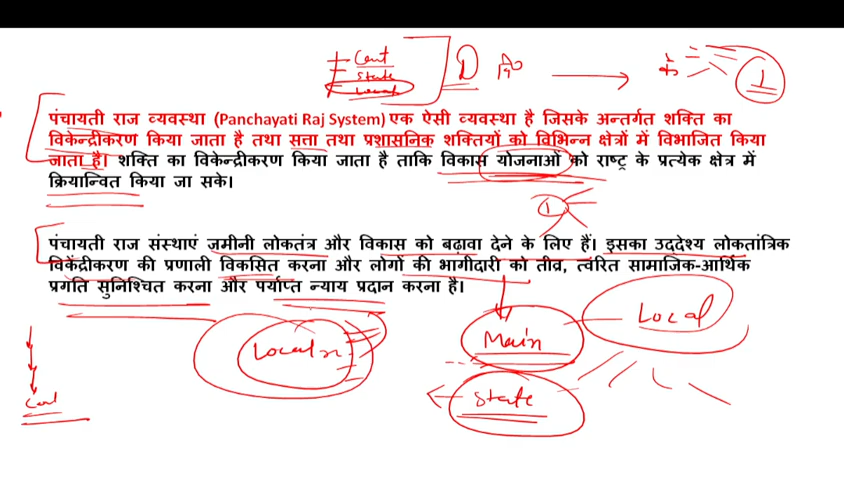 Cent
State
Local
D
1
पंचायती राज व्यवस्था (Panchayati Raj System) एक ऐसी व्यवस्था है जिसके अन्तर्गत शक्ति का
विकेन्द्रीकरण किया जाता है तथा सत्ता तथा प्रशासनिक शक्तियों को विभिन्न क्षेत्रों में विभाजित किया
जाता है। शक्ति का विकेन्द्रीकरण किया जाता है ताकि विकास योजनाओं को राष्ट्र के प्रत्येक क्षेत्र में
क्रियान्वित किया जा सके।
1
पंचायती राज संस्थाएं ज़मीनी लोकतंत्र और विकास को बढ़ावा देने के लिए हैं। इसका उद्देश्य लोकतांत्रिक
विकेंद्रीकरण की प्रणाली विकसित करना और लोगों की भागीदारी को तीव्र, त्वरित सामाजिक-आर्थिक
प्रगति सुनिश्चित करना और पर्याप्त न्याय प्रदान करना है।
Local
Main
State
Cent